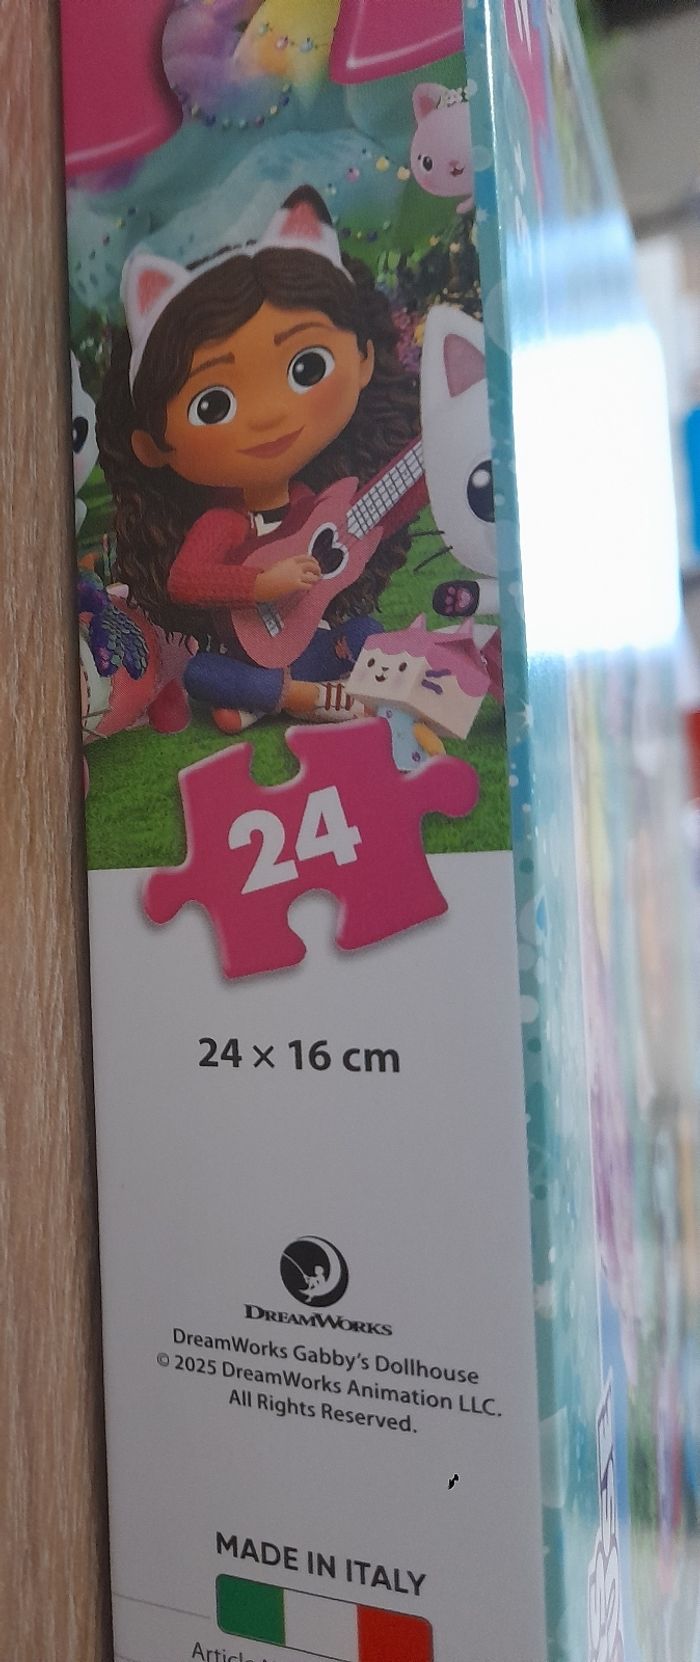 24
24 × 16 cm
DREAMWORKS
DreamWorks Gabby's Dollhouse
© 2025 DreamWorks Animation LLC.
All Rights Reserved.
MADE IN ITALY